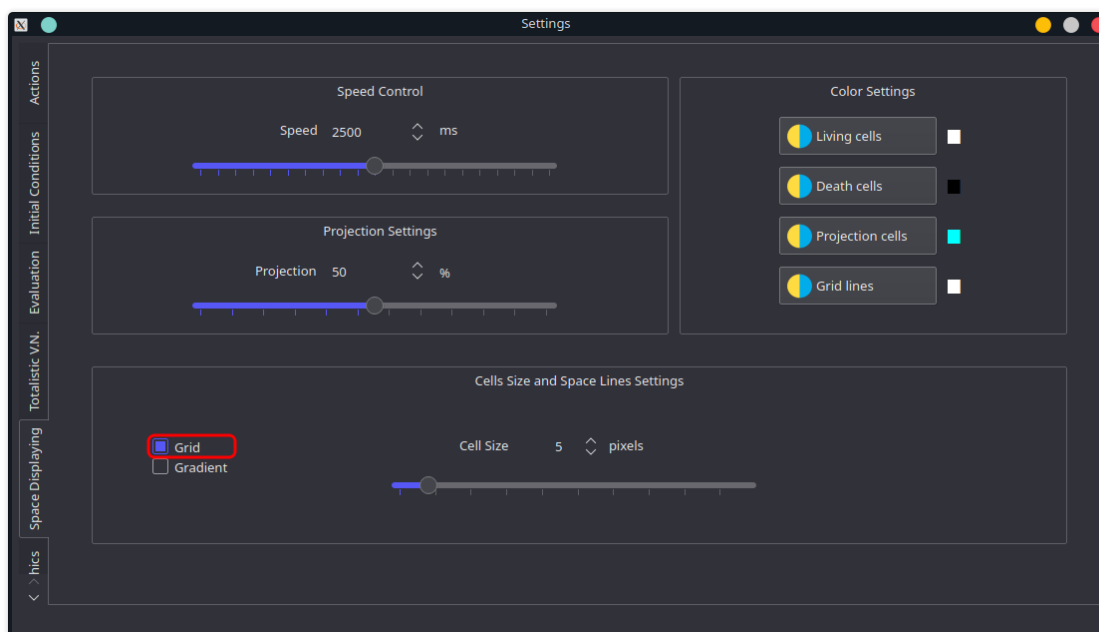 Settings
Actions
Initial Conditions
Evaluation
Totalistic V.N.
Space Displaying
hics
Speed Control
Speed 2500 ms
Projection Settings
Projection 50 %
Color Settings
Living cells
Death cells
Projection cells
Grid lines
Cells Size and Space Lines Settings
Grid
Gradient
Cell Size 5 pixels